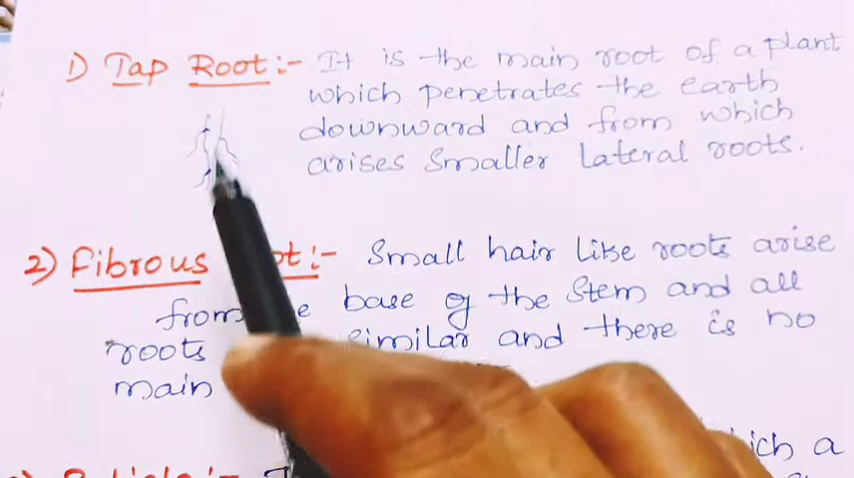 1) Tap Root:- It is the main root of a plant
which penetrates the earth
downward and from which
arises smaller lateral roots.
2) Fibrous :- Small hair like roots arise
base of the stem and all
roots similar and there is no
main
a